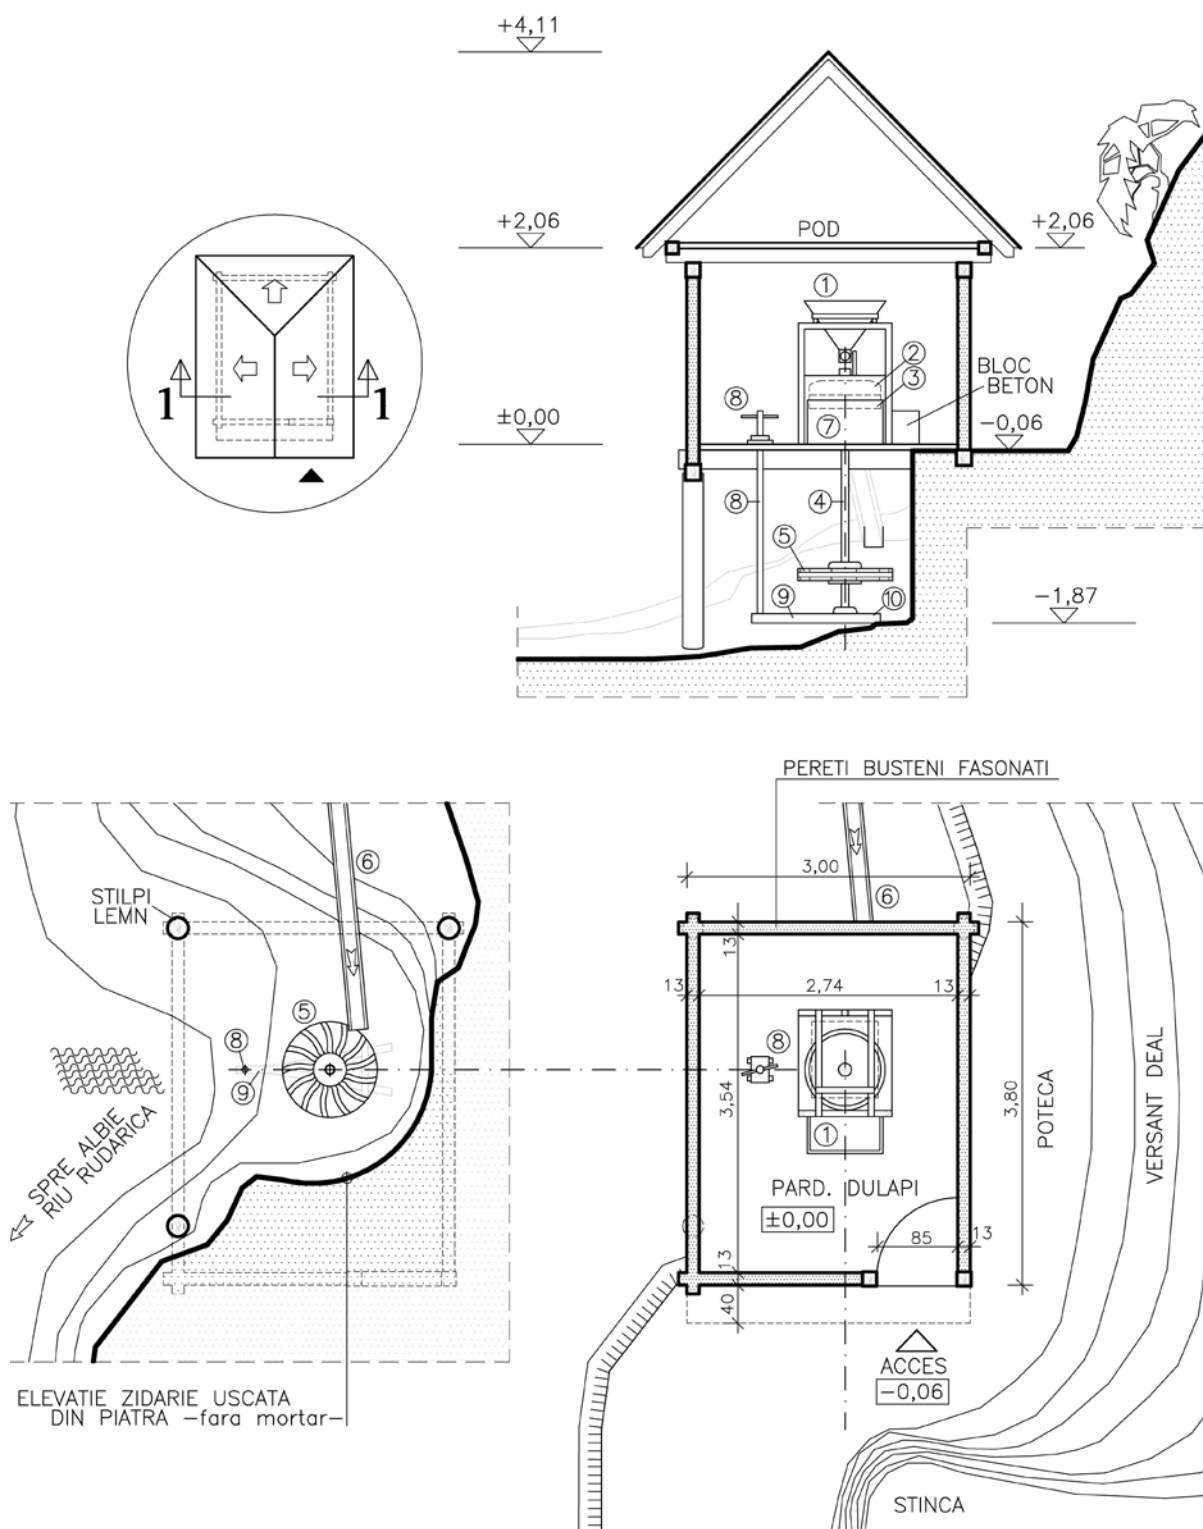 +4,11
+2,06
POD
+2,06
1
2
3
BLOC
BETON
8
±0,00
7
-0,06
1
1
8
4
5
9
10
-1,87
PERETI BUSTENI FASONATI
6
3,00
6
STILPI
LEMN
13
13
2,74
13
5
8
8
9
3,54
3,80
POTECA
VERSANT DEAL
1
SPRE ALBIE
RIU RUDARICA
PARD. DULAPI
±0,00
85
13
13
40
ACCES
-0,06
ELEVATIE ZIDARIE USCATA
DIN PIATRA -fara mortar-
STINCA